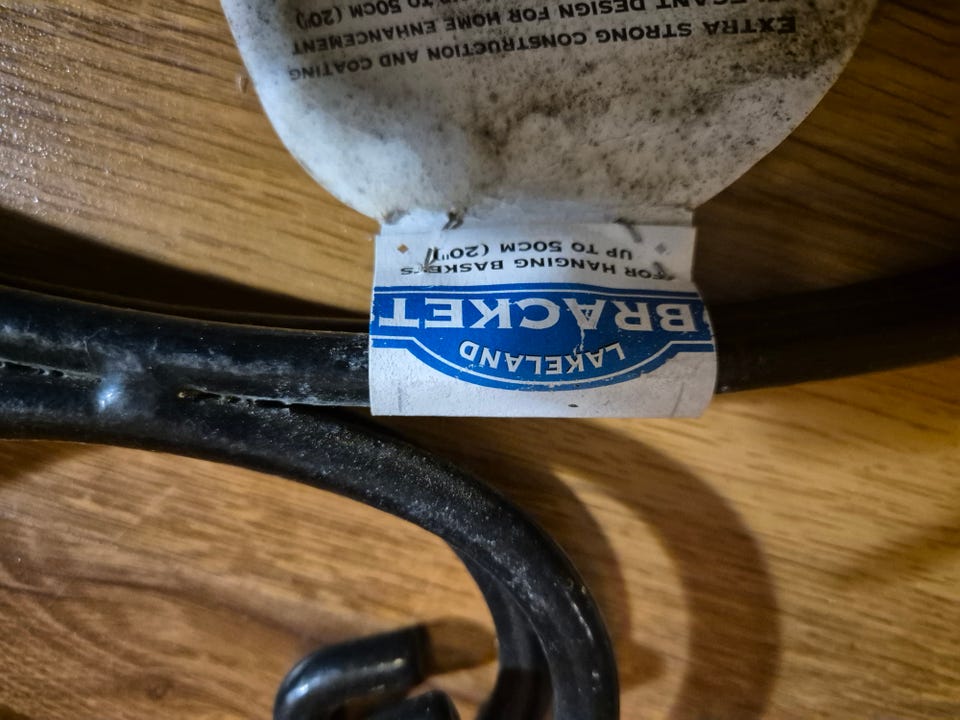 LAKELAND
BRACKET
FOR HANGING BASKETS
UP TO 50CM (20")
EXTRA STRONG CONSTRUCTION AND COATING
ELEGANT DESIGN FOR HOME ENHANCEMENT
TO 50CM (20")